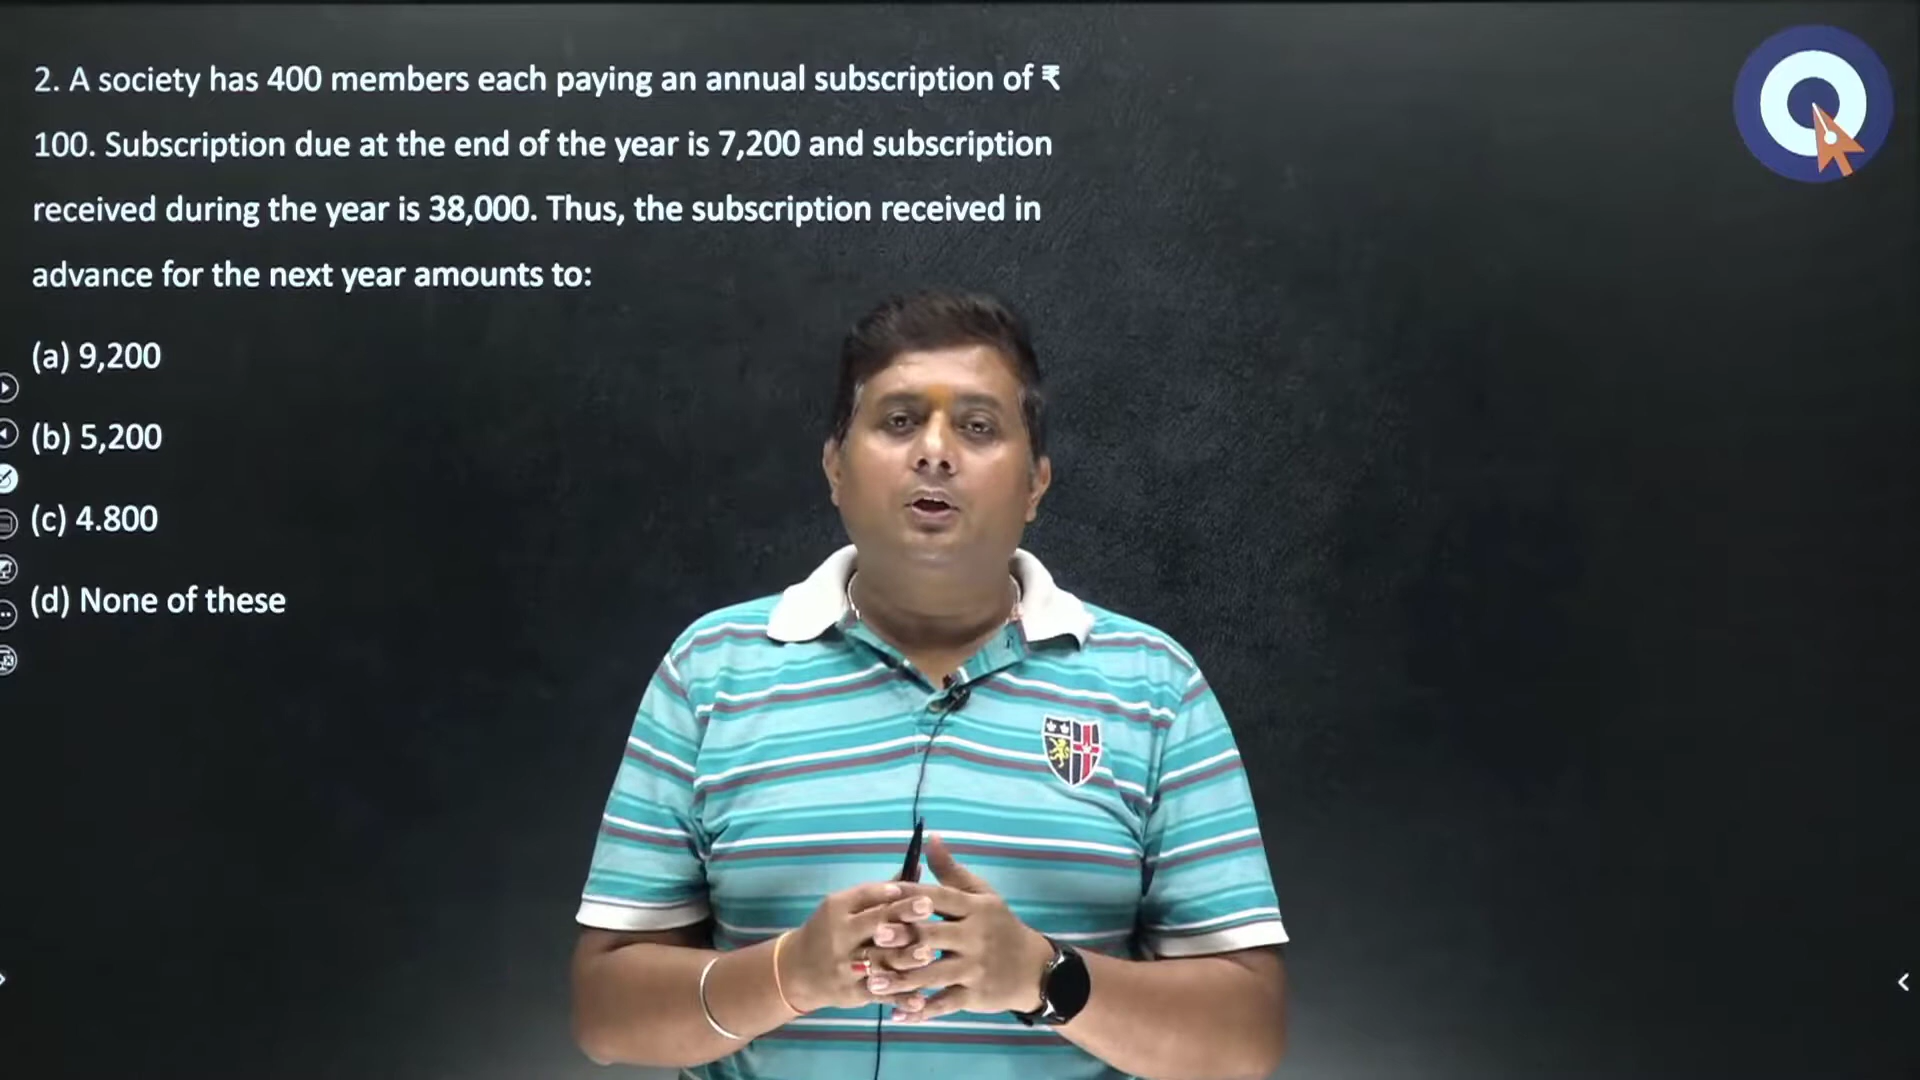 2. A society has 400 members each paying an annual subscription of ₹
100. Subscription due at the end of the year is 7,200 and subscription
received during the year is 38,000. Thus, the subscription received in
advance for the next year amounts to:
(a) 9,200
(b) 5,200
(c) 4.800
(d) None of these